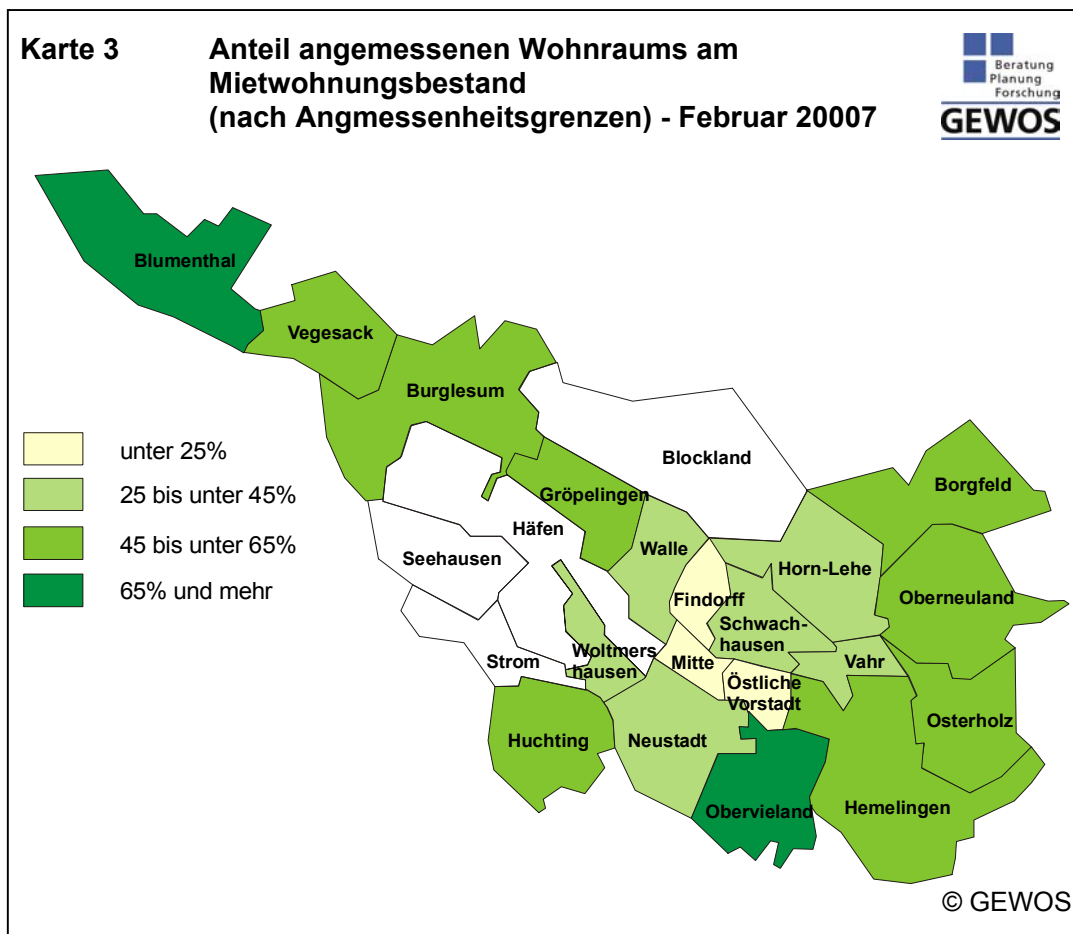 Karte 3 Anteil angemessenen Wohnraums am
Mietwohnungsbestand
(nach Angmessenheitsgrenzen) - Februar 20007
Beratung
Planung
Forschung
GEWOS
Blumenthal
Vegesack
Burglesum
Blockland
Borgfeld
Gröpelingen
Häfen
Seehausen
Walle
Horn-Lehe
Oberneuland
Findorff
Schwach-
hausen
Strom
Woltmers
hausen
Mitte
Vahr
Östliche
Vorstadt
Osterholz
Huchting
Neustadt
Obervieland
Hemelingen
unter 25%
25 bis unter 45%
45 bis unter 65%
65% und mehr
© GEWOS